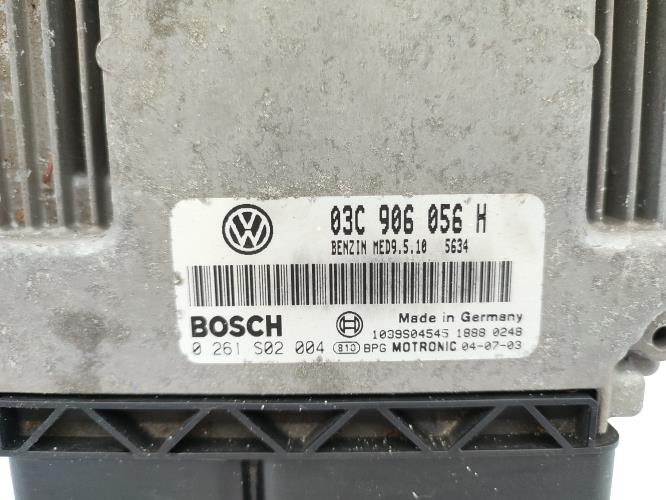 03C 906 056 H
BENZIN MED9.5.10 5634
BOSCH
Made in Germany
1039S04545 1888 0248
0 261 S02 004 810 BPG MOTRONIC 04-07-03